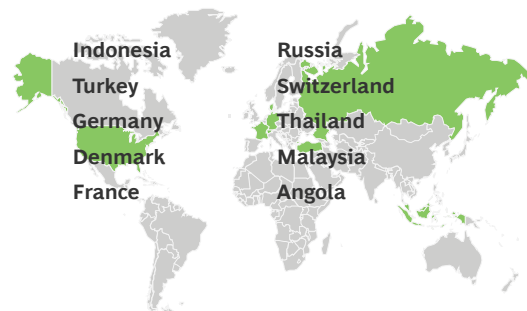 Indonesia
Turkey
Germany
Denmark
France
Russia
Switzerland
Thailand
Malaysia
Angola